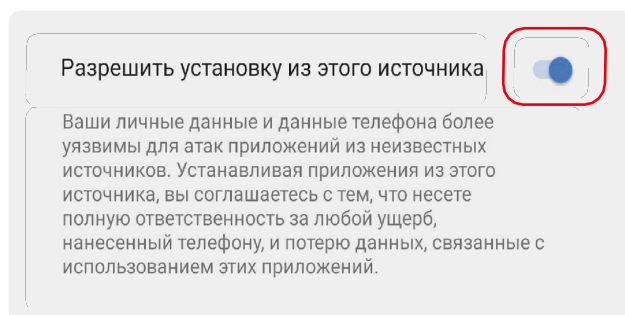 Разрешить установку из этого источника
Ваши личные данные и данные телефона более
уязвимы для атак приложений из неизвестных
источников. Устанавливая приложения из этого
источника, вы соглашаетесь с тем, что несете
полную ответственность за любой ущерб,
нанесенный телефону, и потерю данных, связанные с
использованием этих приложений.